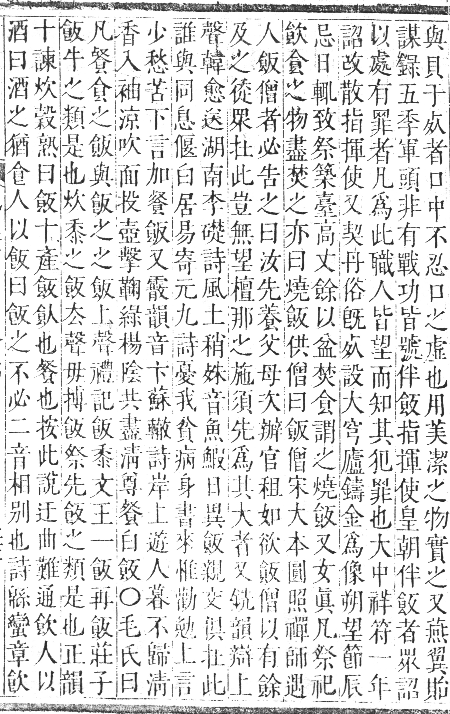 與貝于㱕者口中不忍口之虛也用美潔之物實之又燕翼貽
謀錄五季軍頭非有戰功皆號伴飯指揮使皇朝伴飯者衆詔
以處有罪者凡爲此職人皆望而知其犯罪也大中祥符一年
詔改散指揮使又契丹俗旣㱕設大穹廬鑄金爲像朔望節辰
忌日輒致祭築臺高丈餘以盆焚食謂之燒飯又女眞凡祭祀
飮食之物盡焚之亦曰燒飯供僧曰飯僧宋大本圓照禪師遇
人飯僧者必告之曰汝先養父母次辦官租如欲飯僧以有餘
及之徒衆在此豈無望檀那之施須先爲其大者又銑韻辯上
聲韓愈送湖南李礎詩風土稍姝音魚鰕日異飯親交俱在此
誰與同息偃白居易寄元九詩憂我貧病身書來惟勸勉上言
少愁苦下言加餐飯又霰韻音卞蘇轍詩岸上遊人暮不歸淸
香入袖涼吹面投壺擊鞠綠楊陰共盡淸尊餐白飯○毛氏曰
凡餐食之飯與飯之之飯上聲禮記飯黍文王一飯再飯莊子
飯牛之類是也炊黍之飯去聲毋摶飯祭先飯之類是也正韻
十諫炊穀熟曰飯十產飯飮也餐也按此說迂曲難通飮人以
酒曰酒之猶食人以飯曰飯之不必二音相别也詩緜蠻章飮